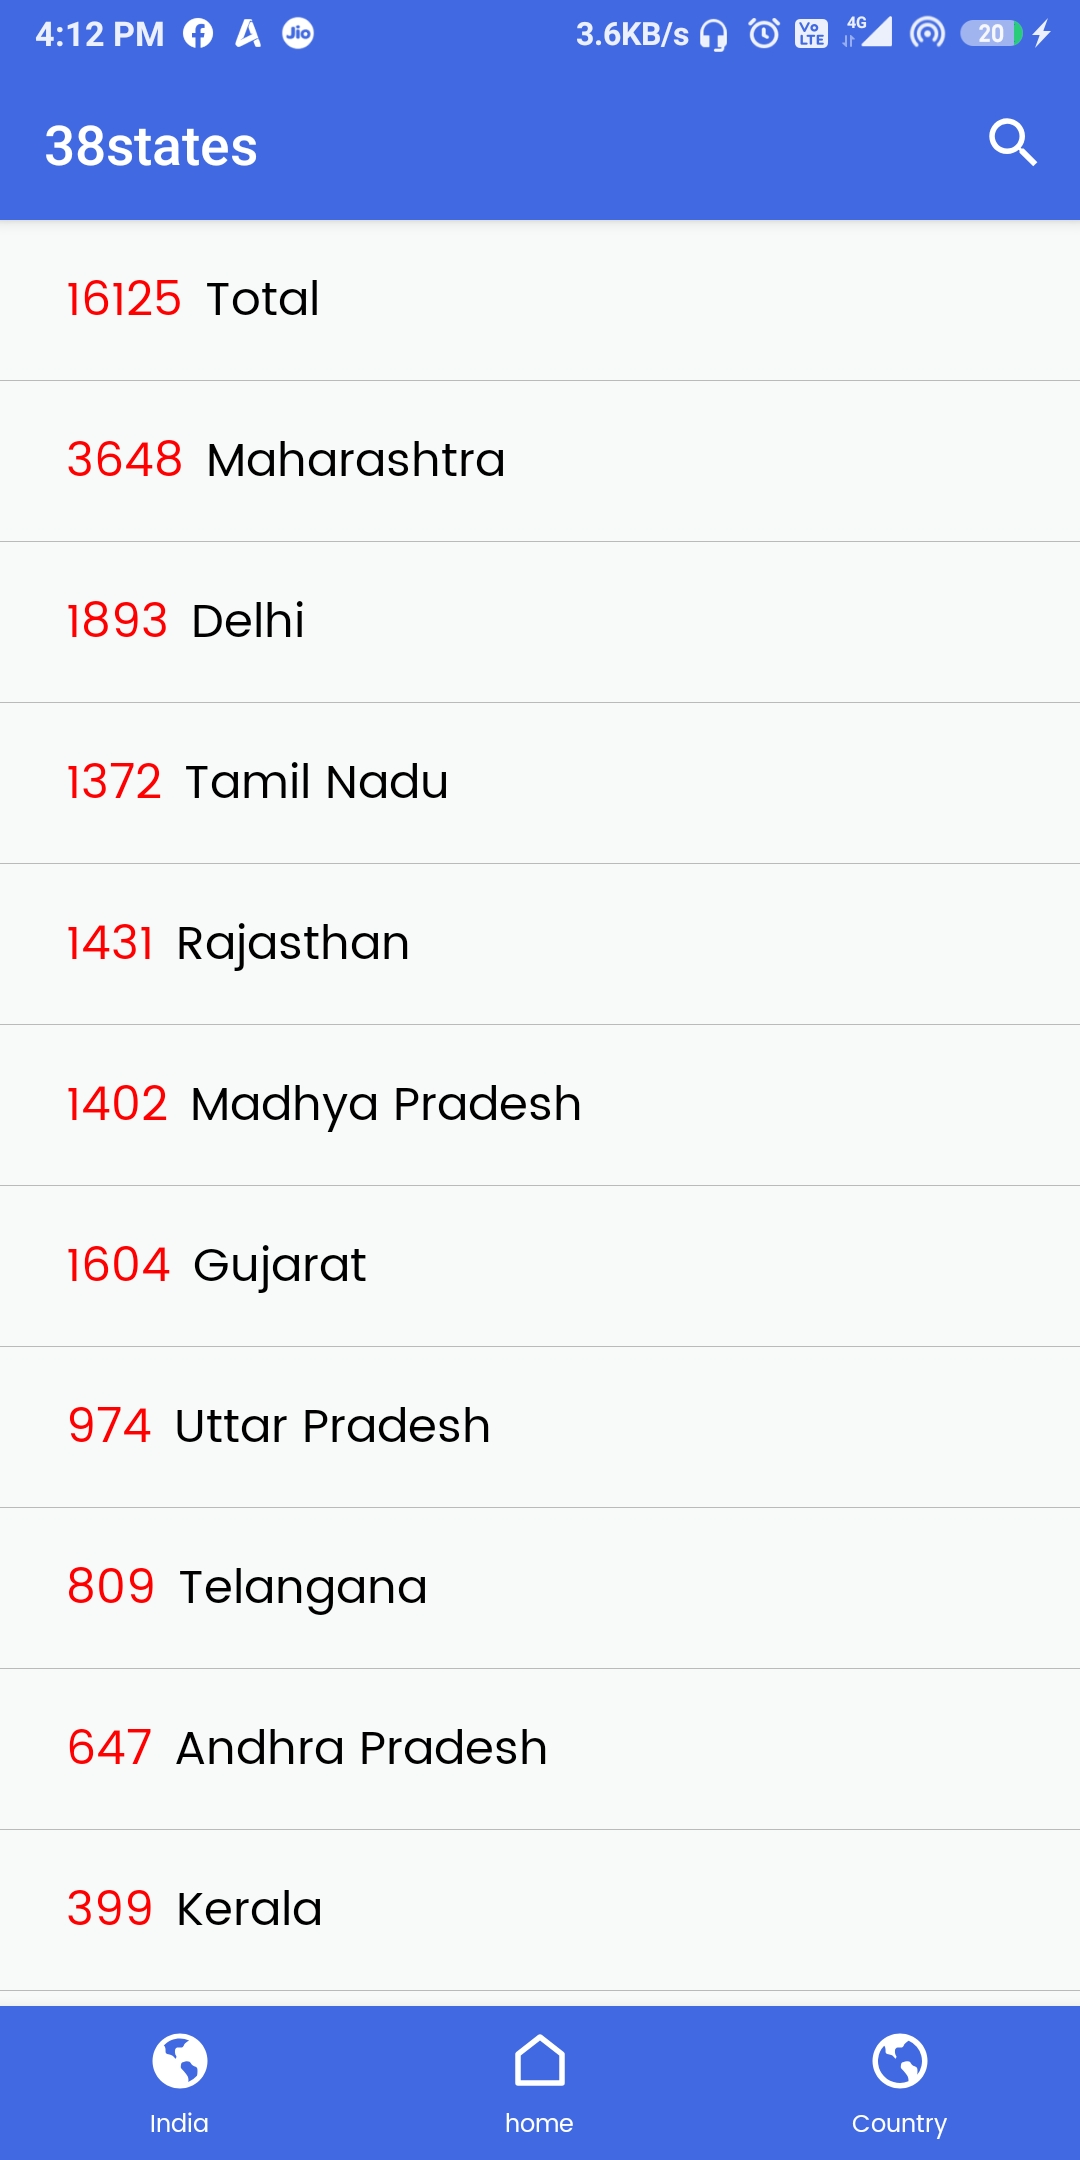 4:12 PM Jio 3.6KB/s Vo LTE 4G 20
38states
16125 Total
3648 Maharashtra
1893 Delhi
1372 Tamil Nadu
1431 Rajasthan
1402 Madhya Pradesh
1604 Gujarat
974 Uttar Pradesh
809 Telangana
647 Andhra Pradesh
399 Kerala
India home Country